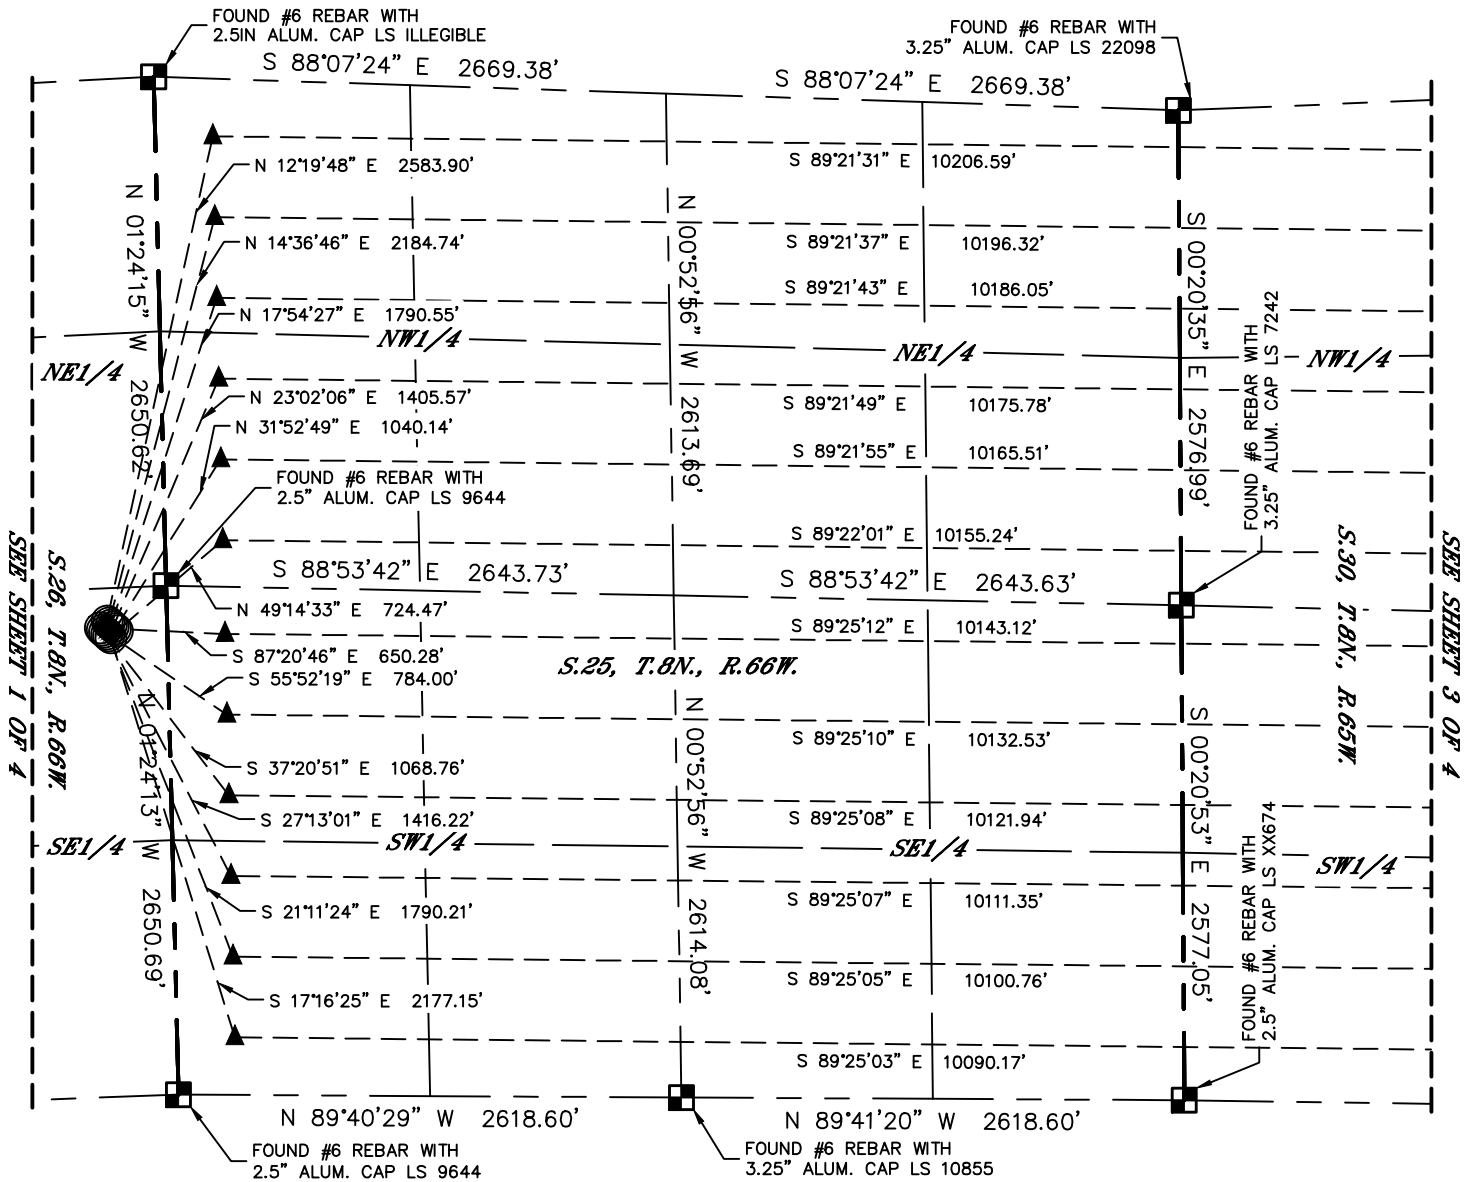 FOUND #6 REBAR WITH
2.5IN ALUM. CAP LS ILLEGIBLE
FOUND #6 REBAR WITH
3.25" ALUM. CAP LS 22098
S 88°07'24" E 2669.38'
S 88°07'24" E 2669.38'
N 12°19'48" E 2583.90'
S 89°21'31" E 10206.59'
N 14°36'46" E 2184.74'
S 89°21'37" E 10196.32'
S 89°21'43" E 10186.05'
N 17°54'27" E 1790.55'
N 01°24'15" W 2650.62'
N 00°52'56" W 2613.69'
S 00°20'35" E 2576.99'
NE1/4
NW1/4
NE1/4
NW1/4
N 23°02'06" E 1405.57'
S 89°21'49" E 10175.78'
N 31°52'49" E 1040.14'
S 89°21'55" E 10165.51'
FOUND #6 REBAR WITH
2.5" ALUM. CAP LS 9644
FOUND #6 REBAR WITH
3.25" ALUM. CAP LS 7242
S 89°22'01" E 10155.24'
S 88°53'42" E 2643.73'
S 88°53'42" E 2643.63'
N 49°14'33" E 724.47'
S 89°25'12" E 10143.12'
S 87°20'46" E 650.28'
S 55°52'19" E 784.00'
S.25, T.8N., R.66W.
SEE SHEET 1 OF 4
S.26, T.8N., R.66W.
S.30, T.8N., R.65W.
SEE SHEET 3 OF 4
S 89°25'10" E 10132.53'
S 37°20'51" E 1068.76'
N 01°24'13" W 2650.69'
N 00°52'56" W 2614.08'
S 00°20'53" E 2577.05'
S 27°13'01" E 1416.22'
S 89°25'08" E 10121.94'
SE1/4
SW1/4
SE1/4
SW1/4
S 89°25'07" E 10111.35'
S 21°11'24" E 1790.21'
FOUND #6 REBAR WITH
2.5" ALUM. CAP LS XX674
S 89°25'05" E 10100.76'
S 17°16'25" E 2177.15'
S 89°25'03" E 10090.17'
N 89°40'29" W 2618.60'
N 89°41'20" W 2618.60'
FOUND #6 REBAR WITH
2.5" ALUM. CAP LS 9644
FOUND #6 REBAR WITH
3.25" ALUM. CAP LS 10855